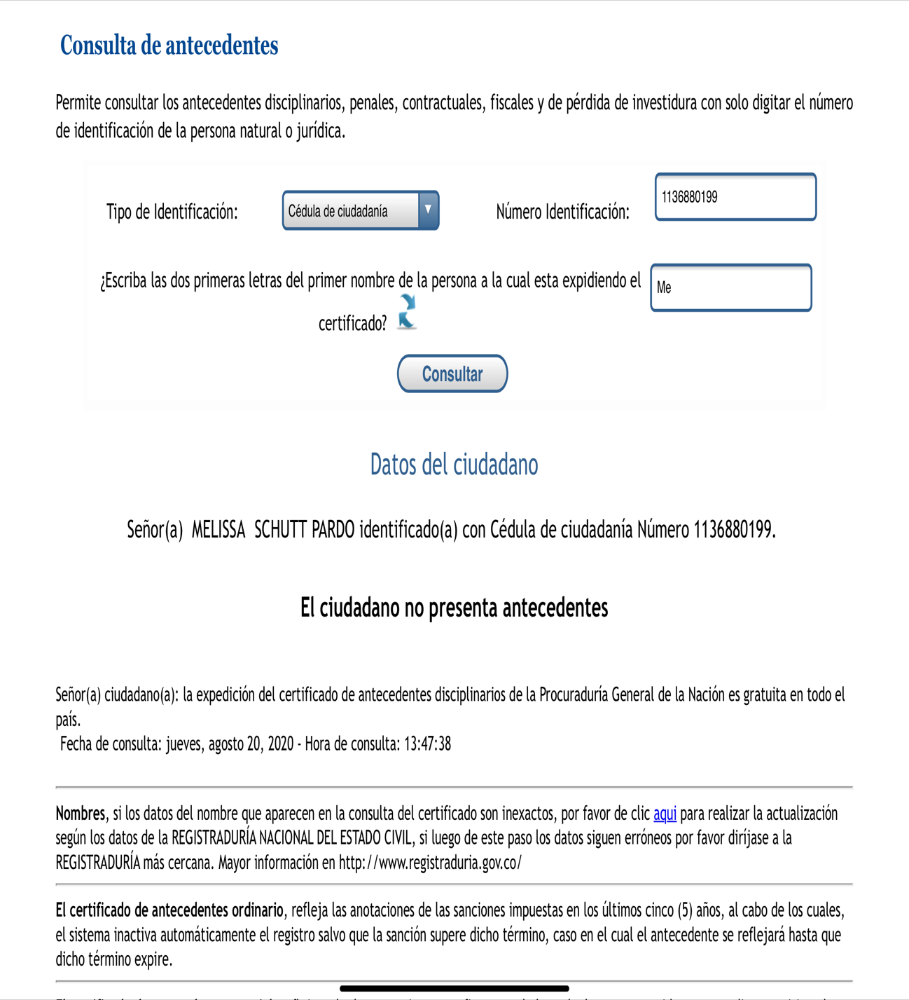 Consulta de antecedentes
Permite consultar los antecedentes disciplinarios, penales, contractuales, fiscales y de pérdida de investidura con solo digitar el número
de identificación de la persona natural o jurídica.
Tipo de Identificación: Cédula de ciudadanía Número Identificación: 1136880199
¿Escriba las dos primeras letras del primer nombre de la persona a la cual esta expidiendo el Me
certificado?
Consultar
Datos del ciudadano
Señor(a) MELISSA SCHUTT PARDO identificado(a) con Cédula de ciudadanía Número 1136880199.
El ciudadano no presenta antecedentes
Señor(a) ciudadano(a): la expedición del certificado de antecedentes disciplinarios de la Procuraduría General de la Nación es gratuita en todo el
país.
Fecha de consulta: jueves, agosto 20, 2020 - Hora de consulta: 13:47:38
Nombres, si los datos del nombre que aparecen en la consulta del certificado son inexactos, por favor de clic aqui para realizar la actualización
según los datos de la REGISTRADURÍA NACIONAL DEL ESTADO CIVIL, si luego de este paso los datos siguen erróneos por favor diríjase a la
REGISTRADURÍA más cercana. Mayor información en http://www.registraduria.gov.co/
El certificado de antecedentes ordinario, refleja las anotaciones de las sanciones impuestas en los últimos cinco (5) años, al cabo de los cuales,
el sistema inactiva automáticamente el registro salvo que la sanción supere dicho término, caso en el cual el antecedente se reflejará hasta que
dicho término expire.